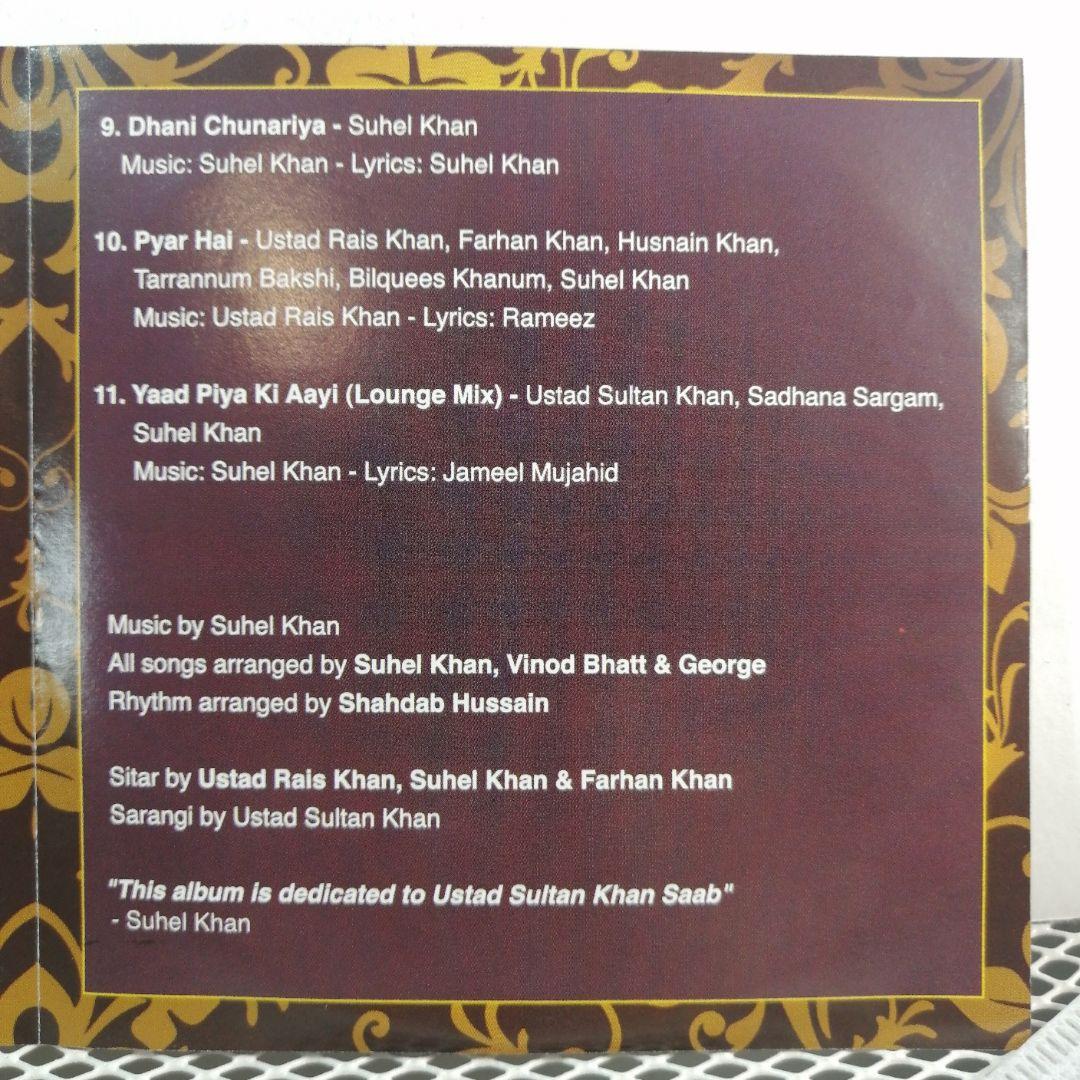 9. Dhani Chunariya - Suhel Khan
Music: Suhel Khan - Lyrics: Suhel Khan
10. Pyar Hai - Ustad Rais Khan, Farhan Khan, Husnain Khan,
Tarrannum Bakshi, Bilquees Khanum, Suhel Khan
Music: Ustad Rais Khan - Lyrics: Rameez
11. Yaad Piya Ki Aayi (Lounge Mix) - Ustad Sultan Khan, Sadhana Sargam,
Suhel Khan
Music: Suhel Khan - Lyrics: Jameel Mujahid
Music by Suhel Khan
All songs arranged by Suhel Khan, Vinod Bhatt & George
Rhythm arranged by Shahdab Hussain
Sitar by Ustad Rais Khan, Suhel Khan & Farhan Khan
Sarangi by Ustad Sultan Khan
"This album is dedicated to Ustad Sultan Khan Saab"
- Suhel Khan